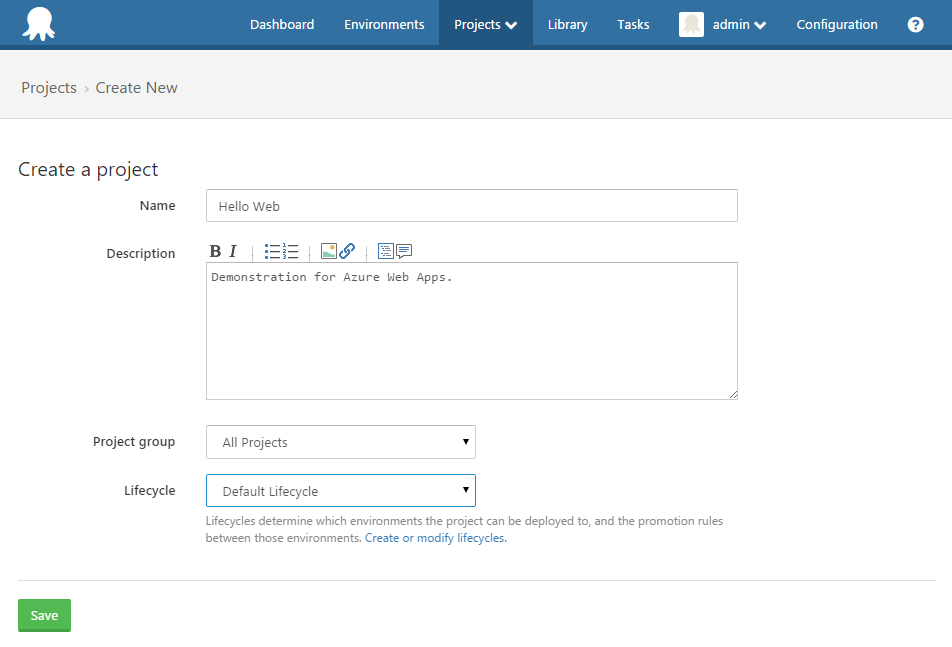 Dashboard Environments Projects Library Tasks admin Configuration ?
Projects › Create New
Create a project
Name Hello Web
Description B I
Demonstration for Azure Web Apps.
Project group All Projects
Lifecycle Default Lifecycle
Lifecycles determine which environments the project can be deployed to, and the promotion rules
between those environments. Create or modify lifecycles.
Save